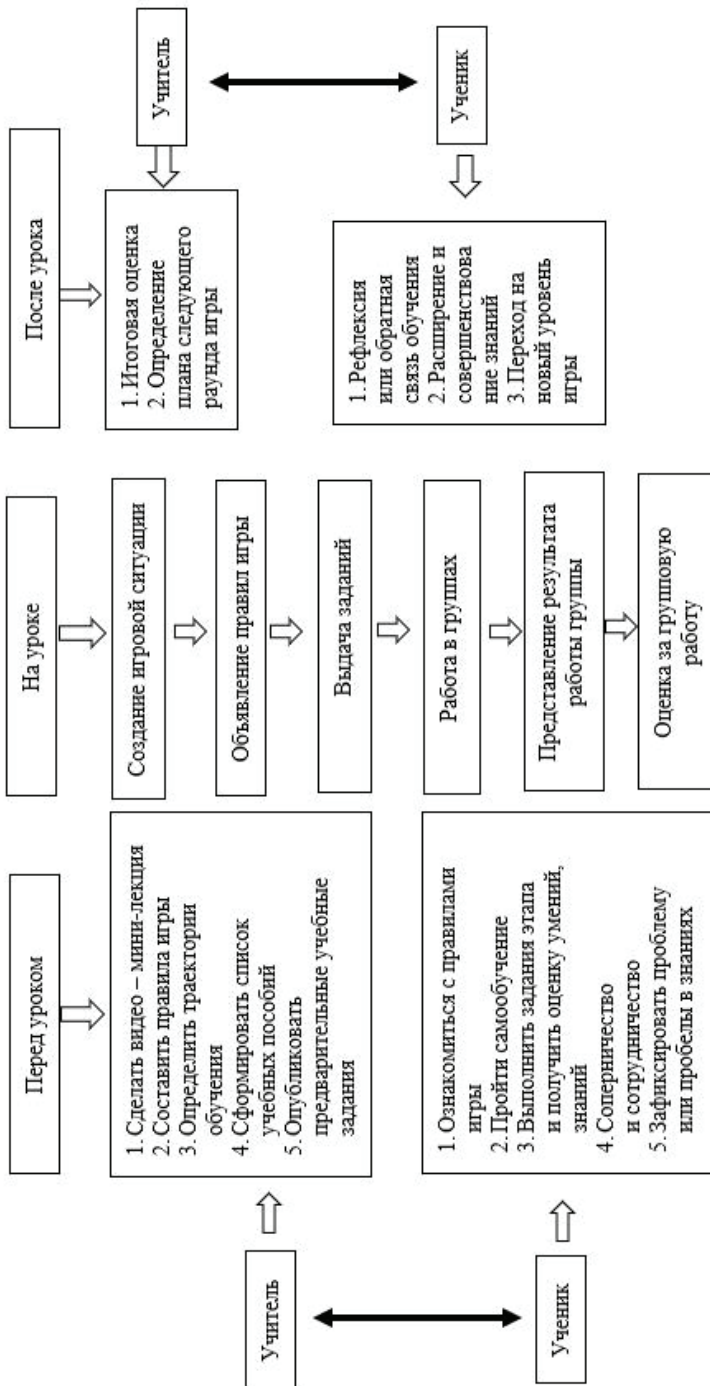 Перед уроком
Учитель
1. Сделать видео – мини-лекция
2. Составить правила игры
3. Определить траектории
обучения
4. Сформировать список
учебных пособий
5. Опубликовать
предварительные учебные
задания
Ученик
1. Ознакомиться с правилами
игры
2. Пройти самообучение
3. Выполнить задания этапа
и получить оценку умений,
знаний
4. Соперничество
и сотрудничество
5. Зафиксировать проблему
или пробелы в знаниях
На уроке
Создание игровой ситуации
Объявление правил игры
Выдача заданий
Работа в группах
Представление результата
работы группы
Оценка за групповую
работу
После урока
1. Итоговая оценка
2. Определение
плана следующего
раунда игры
Учитель
1. Рефлексия
или обратная
связь обучения
2. Расширение и
совершенствова
ние знаний
3. Переход на
новый уровень
игры
Ученик